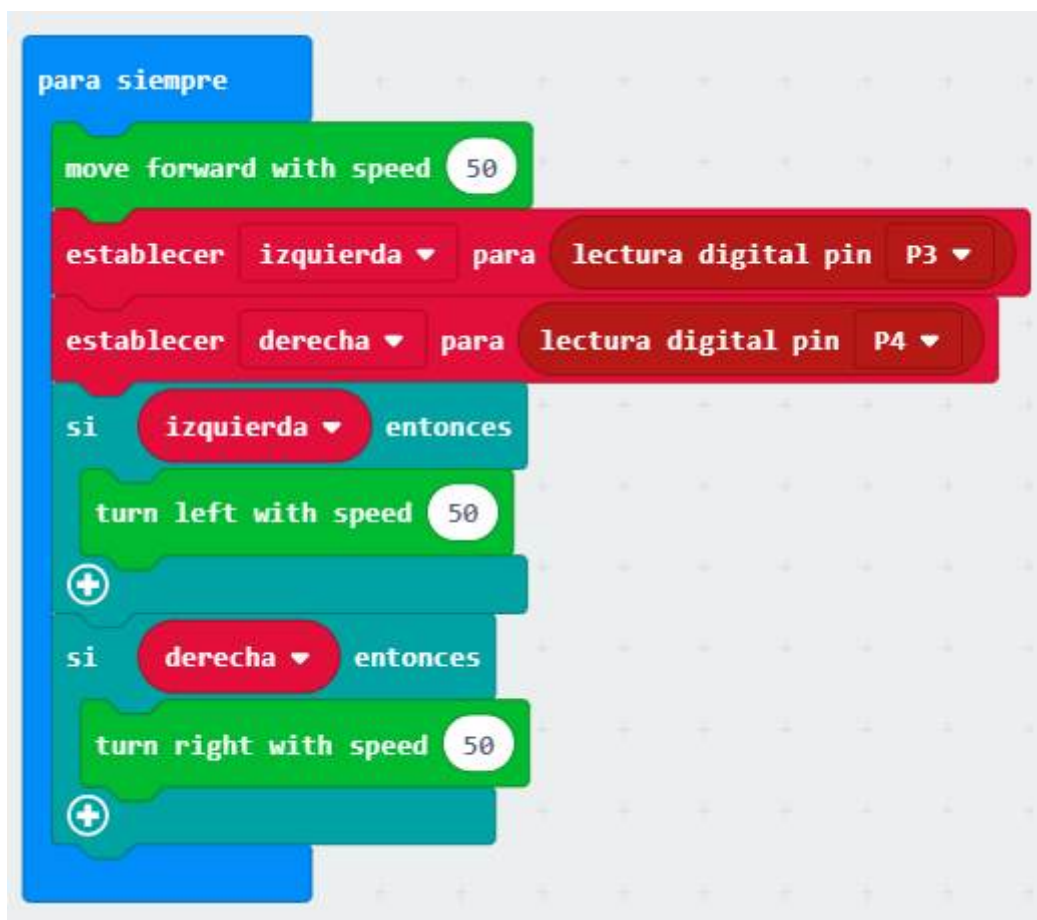 para siempre
move forward with speed 50
establecer izquierda para lectura digital pin P3
establecer derecha para lectura digital pin P4
si izquierda entonces
turn left with speed 50
si derecha entonces
turn right with speed 50